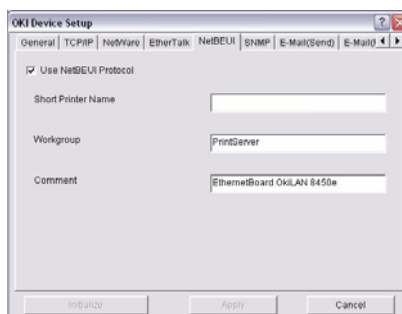 OKI Device Setup
General TCP/IP NetWare EtherTalk NetBEUI SNMP E-Mail(Send)
Use NetBEUI Protocol
Short Printer Name
Workgroup PrintServer
Comment EthernetBoard OkiLAN 8450e
Initialize Apply Cancel